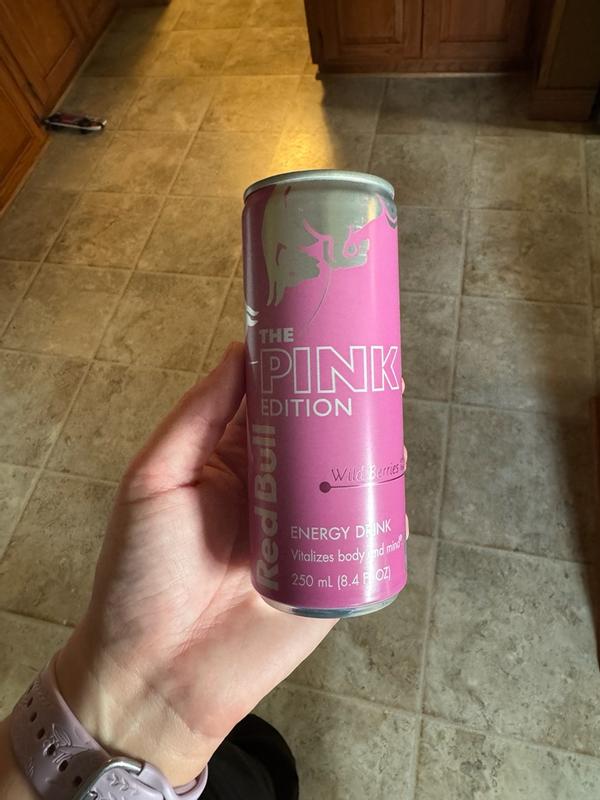 THE
PINK
EDITION
Red Bull
Wild Berries
ENERGY DRINK
Vitalizes body and mind®
250 mL (8.4 FL OZ)